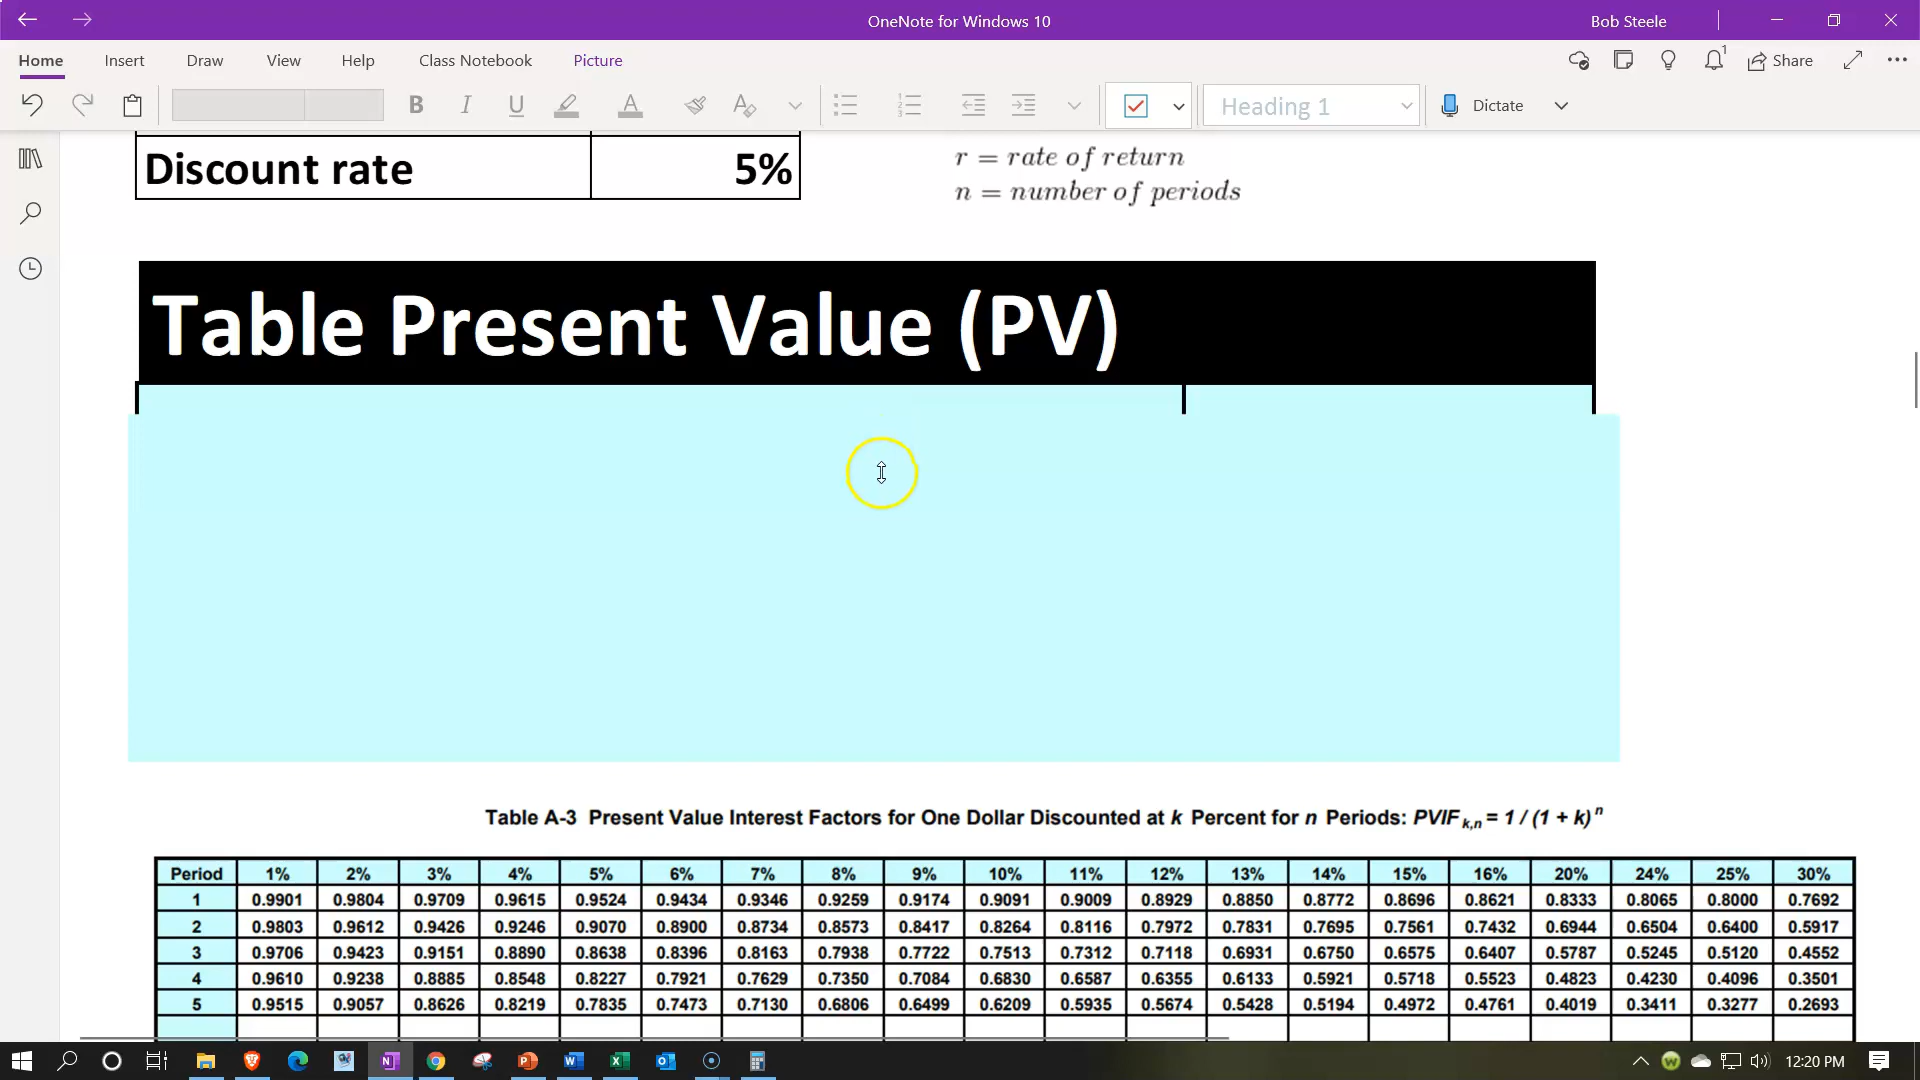 OneNote for Windows 10
Bob Steele
Home Insert Draw View Help Class Notebook Picture
1
Share
B I U A
Heading 1
Dictate
Discount rate 5%
r = rate of return
n = number of periods
Table Present Value (PV)
Table A-3 Present Value Interest Factors for One Dollar Discounted at k Percent for n Periods: PVIF k,n = 1 / (1 + k) n
Period 1% 2% 3% 4% 5% 6% 7% 8% 9% 10% 11% 12% 13% 14% 15% 16% 20% 24% 25% 30%
1 0.9901 0.9804 0.9709 0.9615 0.9524 0.9434 0.9346 0.9259 0.9174 0.9091 0.9009 0.8929 0.8850 0.8772 0.8696 0.8621 0.8333 0.8065 0.8000 0.7692
2 0.9803 0.9612 0.9426 0.9246 0.9070 0.8900 0.8734 0.8573 0.8417 0.8264 0.8116 0.7972 0.7831 0.7695 0.7561 0.7432 0.6944 0.6504 0.6400 0.5917
3 0.9706 0.9423 0.9151 0.8890 0.8638 0.8396 0.8163 0.7938 0.7722 0.7513 0.7312 0.7118 0.6931 0.6750 0.6575 0.6407 0.5787 0.5245 0.5120 0.4552
4 0.9610 0.9238 0.8885 0.8548 0.8227 0.7921 0.7629 0.7350 0.7084 0.6830 0.6587 0.6355 0.6133 0.5921 0.5718 0.5523 0.4823 0.4230 0.4096 0.3501
5 0.9515 0.9057 0.8626 0.8219 0.7835 0.7473 0.7130 0.6806 0.6499 0.6209 0.5935 0.5674 0.5428 0.5194 0.4972 0.4761 0.4019 0.3411 0.3277 0.2693
12:20 PM